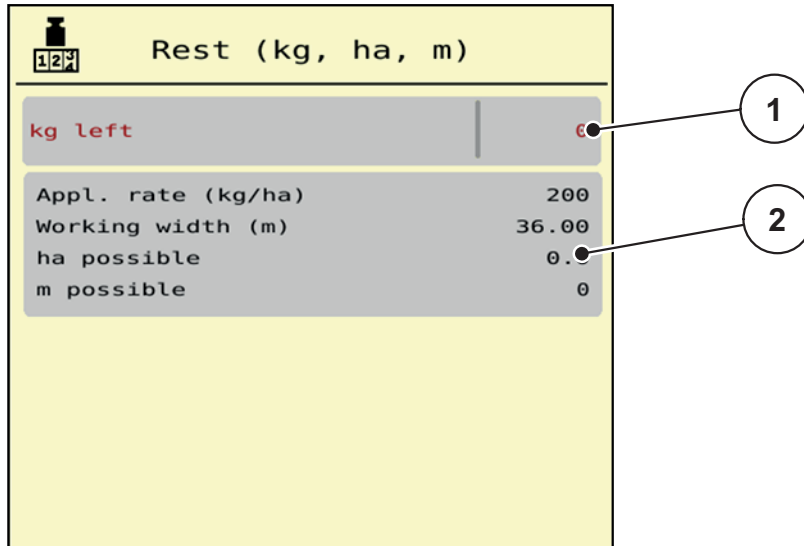 123
Rest (kg, ha, m)
kg left
1
Appl. rate (kg/ha) 200
Working width (m) 36.00
2
ha possible
m possible 0